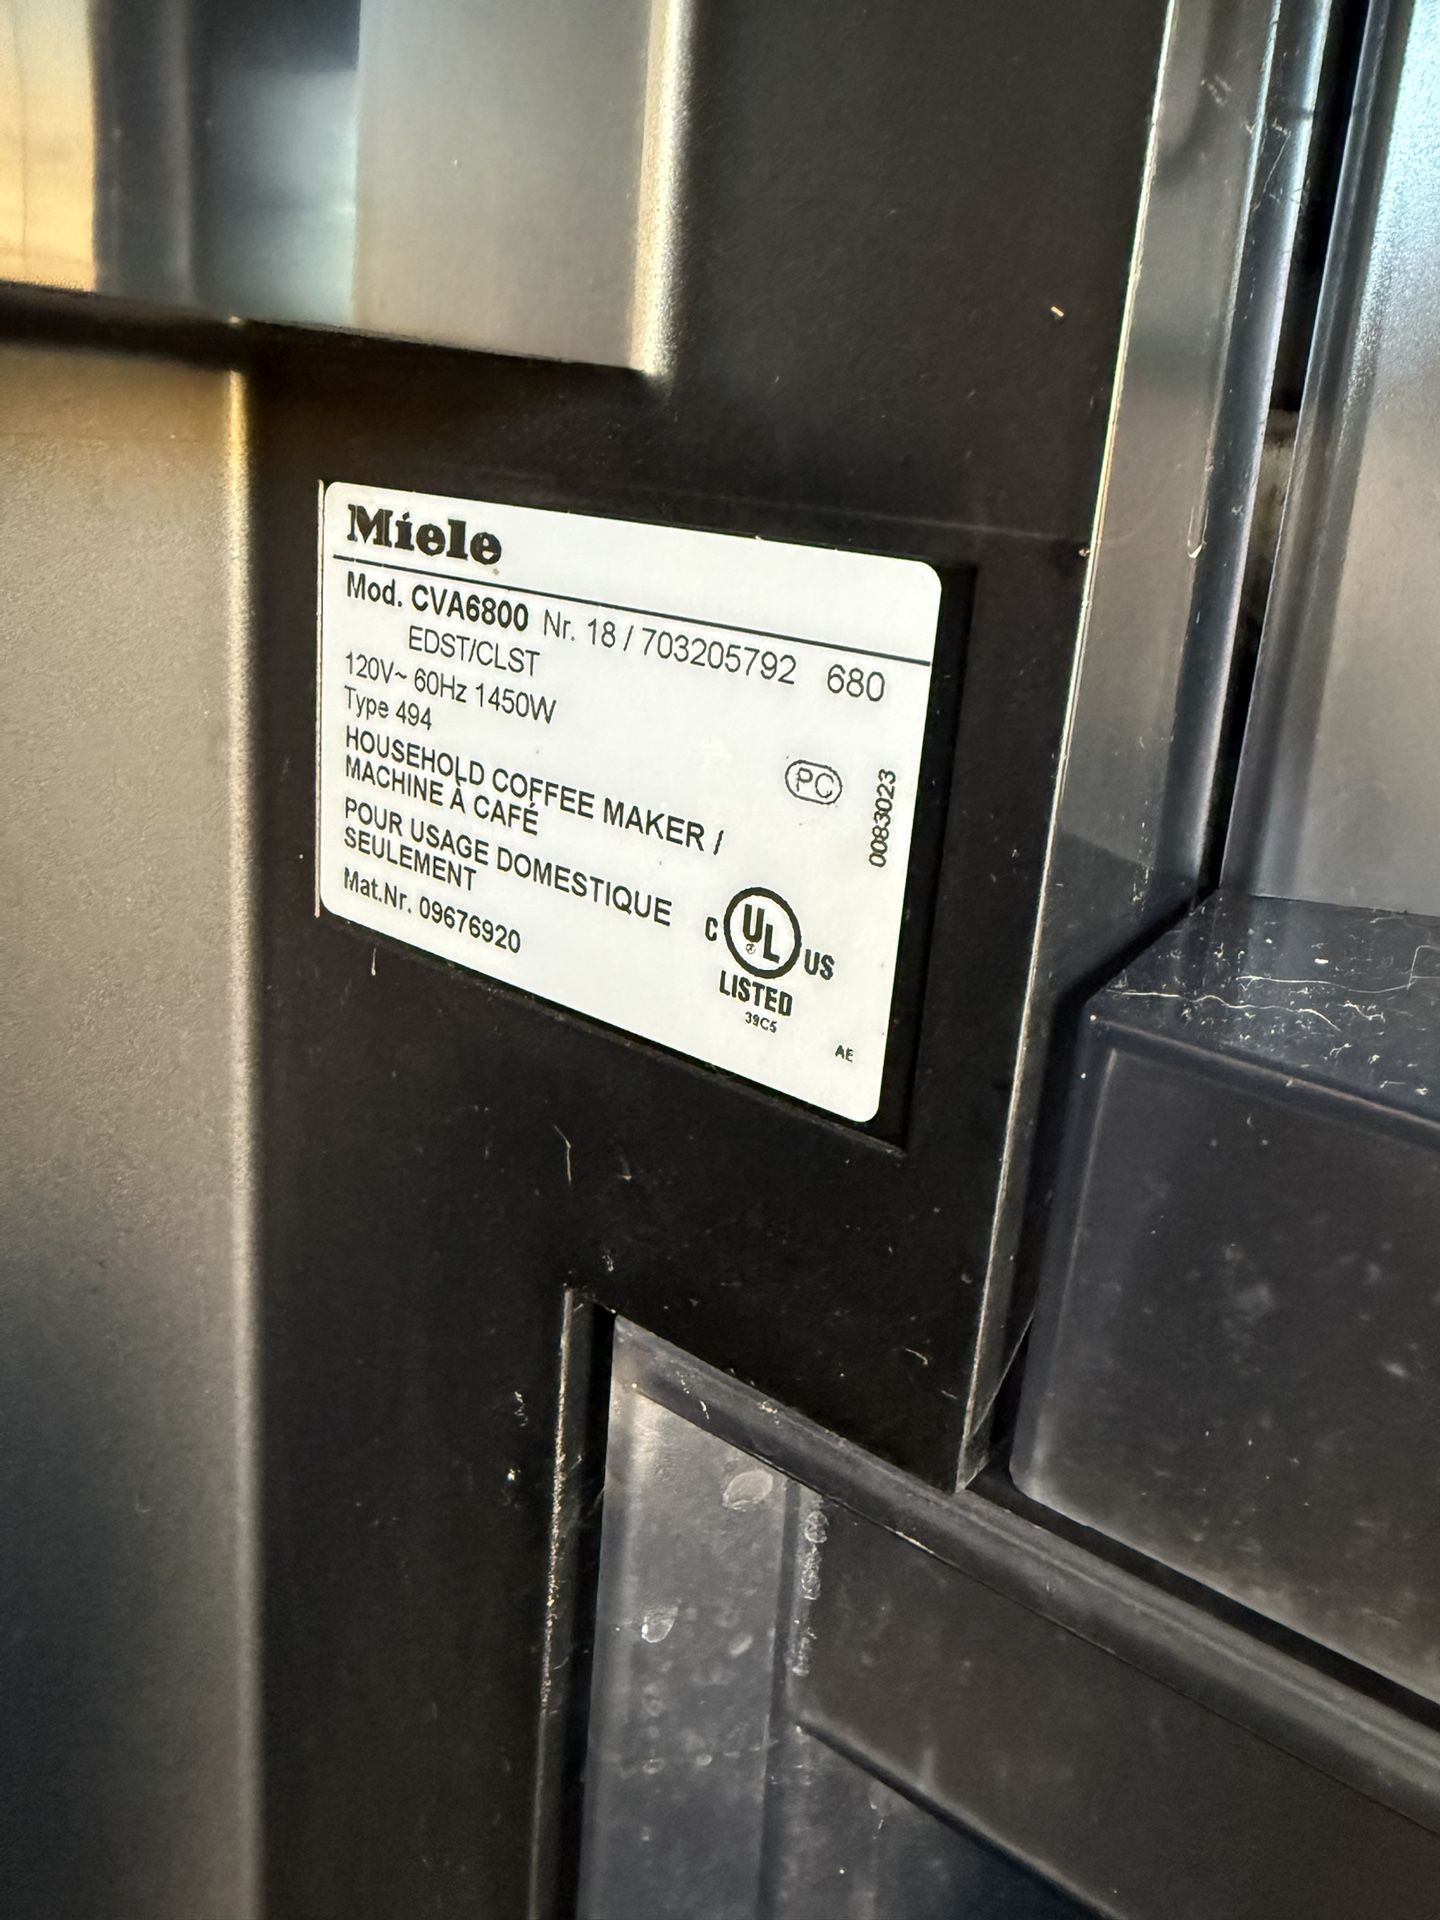 Miele
Mod. CVA6800 Nr. 18 / 703205792 680
EDST/CLST
120V~ 60Hz 1450W
Type 494
HOUSEHOLD COFFEE MAKER /
MACHINE À CAFÉ
POUR USAGE DOMESTIQUE
SEULEMENT
Mat.Nr. 09676920
PC
0083023
C UL US
LISTED
39C5
AE